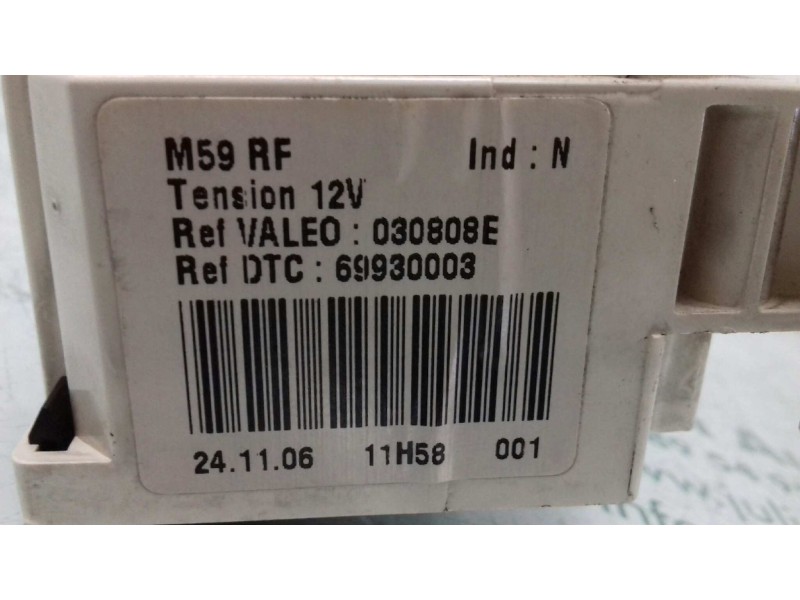 M59 RF Ind : N
Tension 12V
Ref VALEO : 030808E
Ref DTC : 69930003
24.11.06 11H58 001